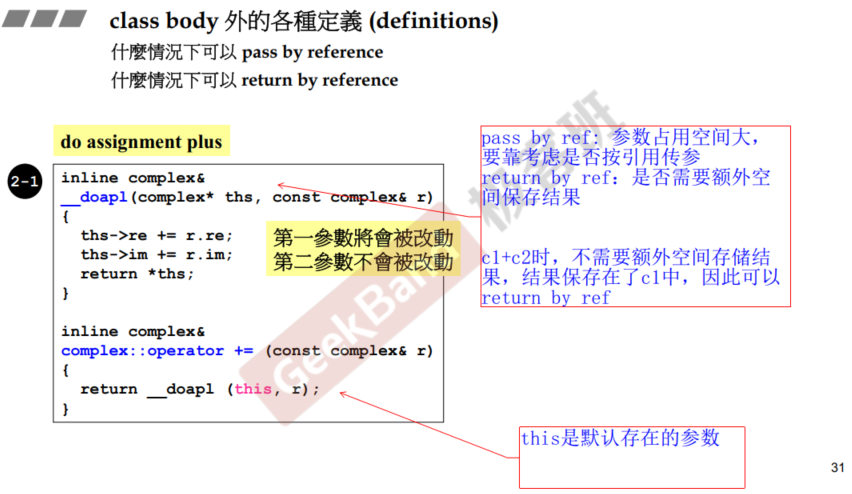 class body 外的各種定義 (definitions)
什麼情況下可以 pass by reference
什麼情況下可以 return by reference
do assignment plus
2-1
inline complex&
__doapl(complex* ths, const complex& r)
{
ths->re += r.re;
ths->im += r.im;
return *ths;
}
第一參數將會被改動
第二參數不會被改動
inline complex&
complex::operator += (const complex& r)
{
return __doapl (this, r);
}
pass by ref: 参数占用空间大，
要靠考虑是否按引用传参
return by ref：是否需要额外空
间保存结果
c1+c2时，不需要额外空间存储结
果，结果保存在了c1中，因此可以
return by ref
this是默认存在的参数
GeekBand 极客班
31